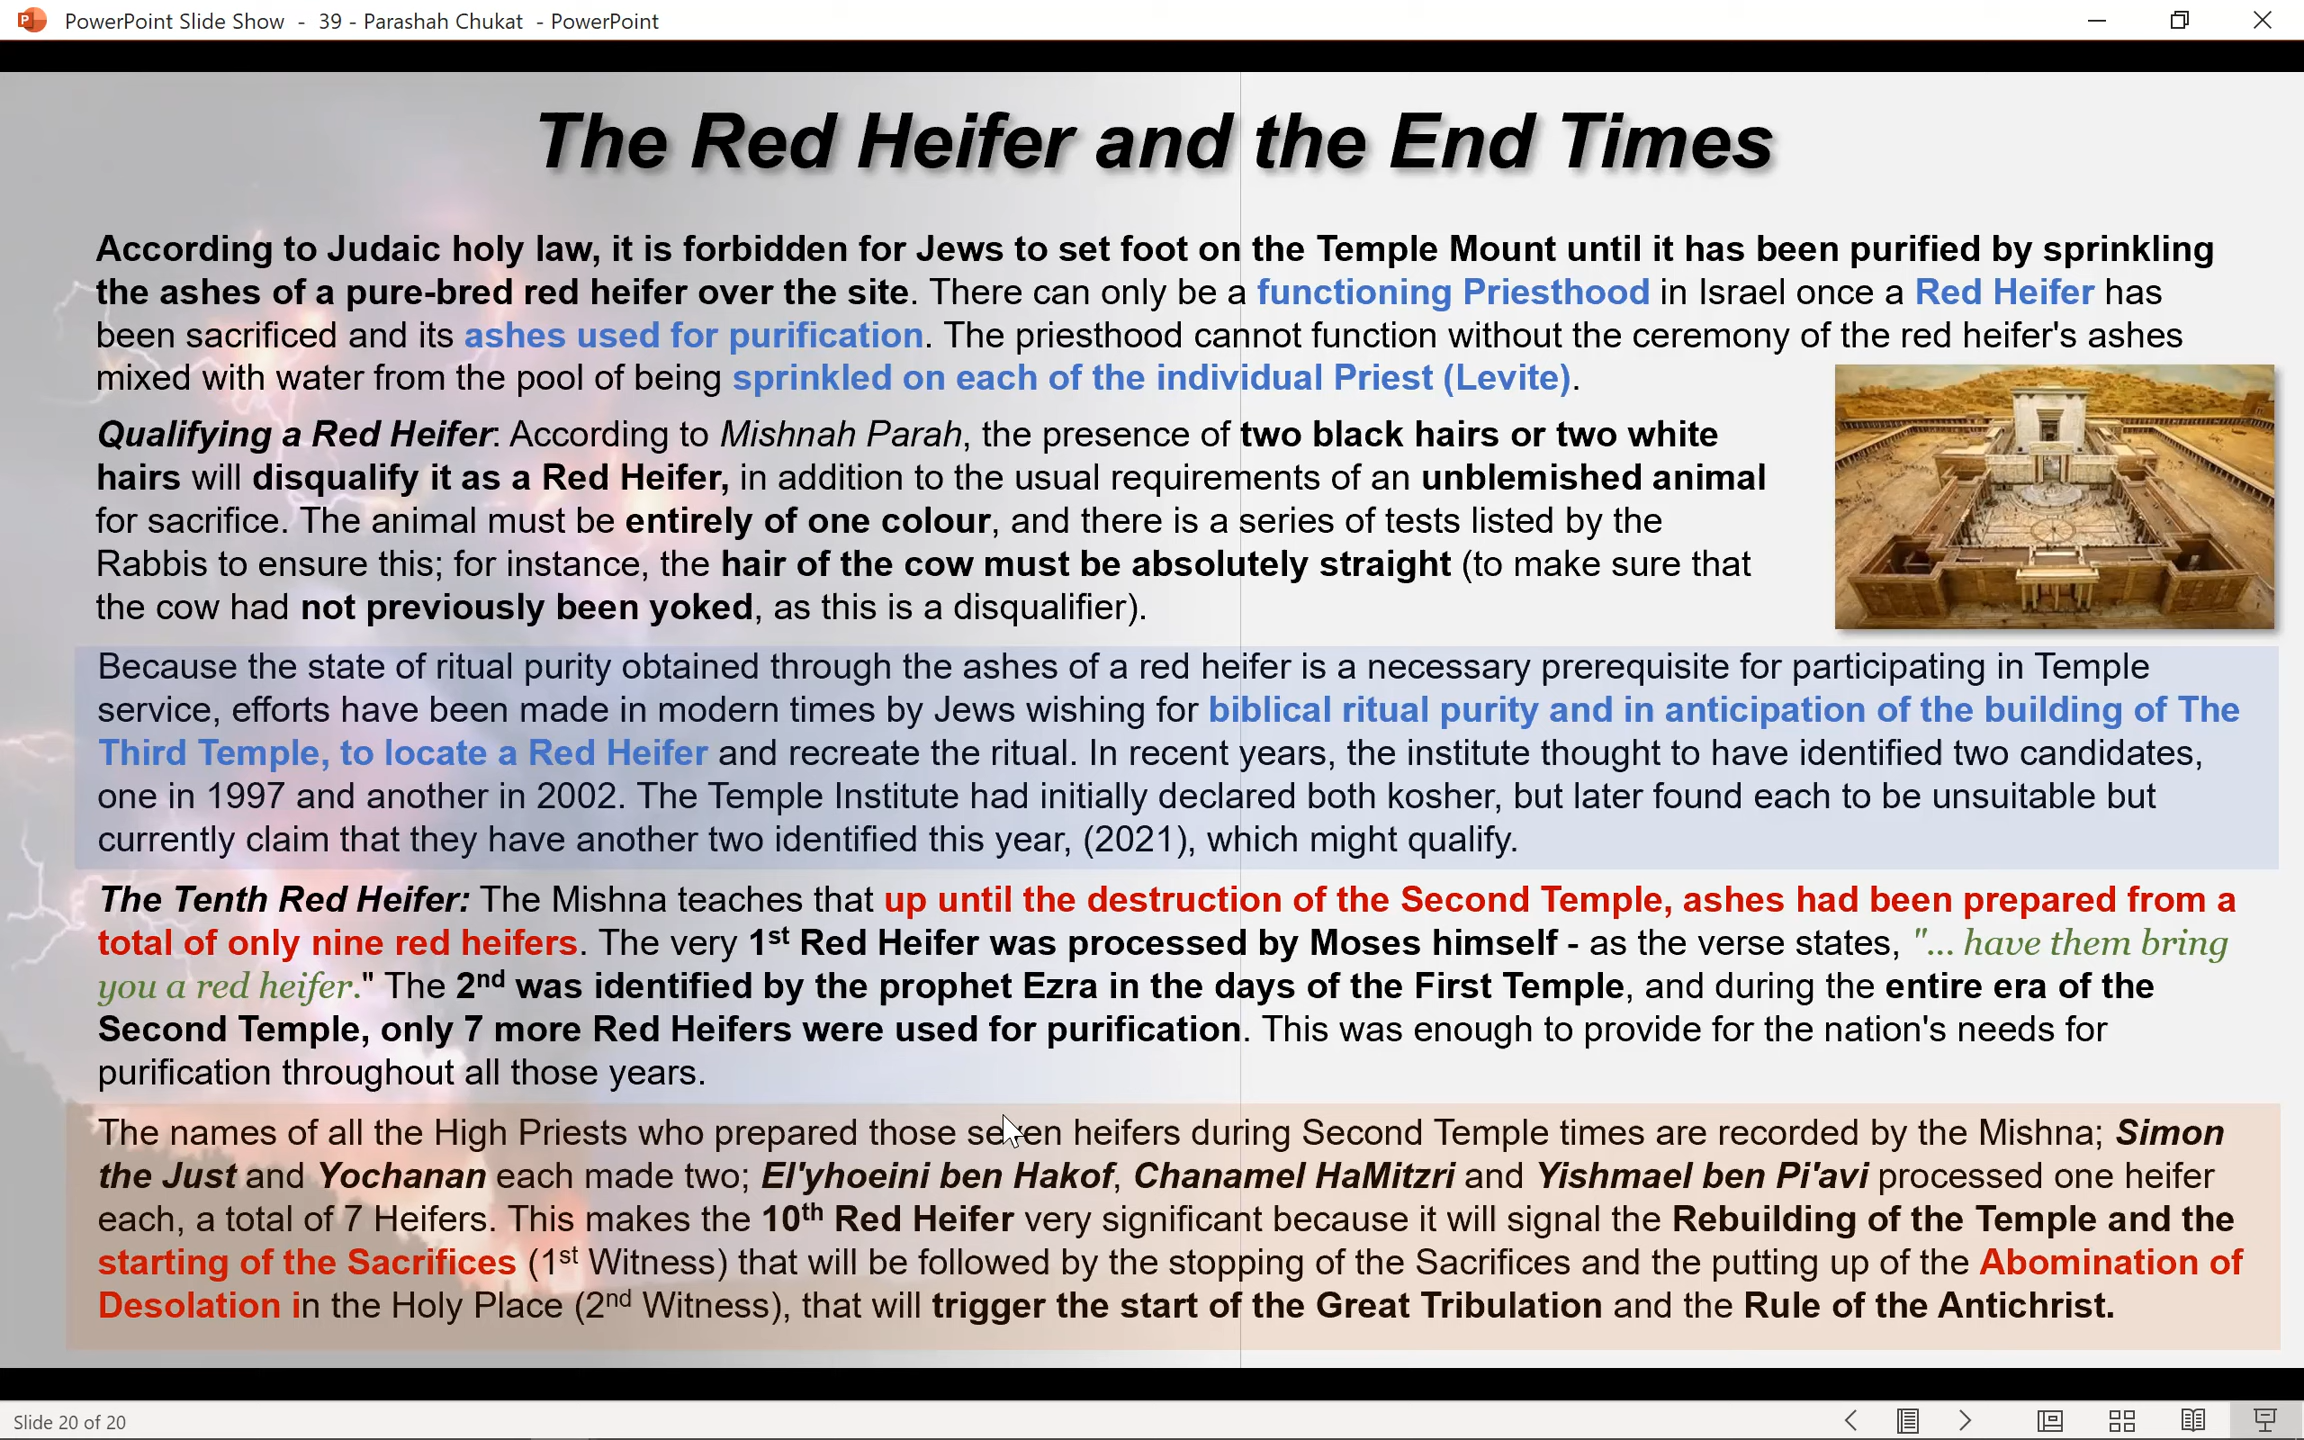 PowerPoint Slide Show - 39 - Parashah Chukat - PowerPoint
The Red Heifer and the End Times
According to Judaic holy law, it is forbidden for Jews to set foot on the Temple Mount until it has been purified by sprinkling
the ashes of a pure-bred red heifer over the site. There can only be a functioning Priesthood in Israel once a Red Heifer has
been sacrificed and its ashes used for purification. The priesthood cannot function without the ceremony of the red heifer's ashes
mixed with water from the pool of being sprinkled on each of the individual Priest (Levite).
Qualifying a Red Heifer: According to Mishnah Parah, the presence of two black hairs or two white
hairs will disqualify it as a Red Heifer, in addition to the usual requirements of an unblemished animal
for sacrifice. The animal must be entirely of one colour, and there is a series of tests listed by the
Rabbis to ensure this; for instance, the hair of the cow must be absolutely straight (to make sure that
the cow had not previously been yoked, as this is a disqualifier).
Because the state of ritual purity obtained through the ashes of a red heifer is a necessary prerequisite for participating in Temple
service, efforts have been made in modern times by Jews wishing for biblical ritual purity and in anticipation of the building of The
Third Temple, to locate a Red Heifer and recreate the ritual. In recent years, the institute thought to have identified two candidates,
one in 1997 and another in 2002. The Temple Institute had initially declared both kosher, but later found each to be unsuitable but
currently claim that they have another two identified this year, (2021), which might qualify.
The Tenth Red Heifer: The Mishna teaches that up until the destruction of the Second Temple, ashes had been prepared from a
total of only nine red heifers. The very 1st Red Heifer was processed by Moses himself - as the verse states, "... have them bring
you a red heifer." The 2nd was identified by the prophet Ezra in the days of the First Temple, and during the entire era of the
Second Temple, only 7 more Red Heifers were used for purification. This was enough to provide for the nation's needs for
purification throughout all those years.
The names of all the High Priests who prepared those seven heifers during Second Temple times are recorded by the Mishna; Simon
the Just and Yochanan each made two; El'yhoeini ben Hakof, Chanamel HaMitzri and Yishmael ben Pi'avi processed one heifer
each, a total of 7 Heifers. This makes the 10th Red Heifer very significant because it will signal the Rebuilding of the Temple and the
starting of the Sacrifices (1st Witness) that will be followed by the stopping of the Sacrifices and the putting up of the Abomination of
Desolation in the Holy Place (2nd Witness), that will trigger the start of the Great Tribulation and the Rule of the Antichrist.
Slide 20 of 20